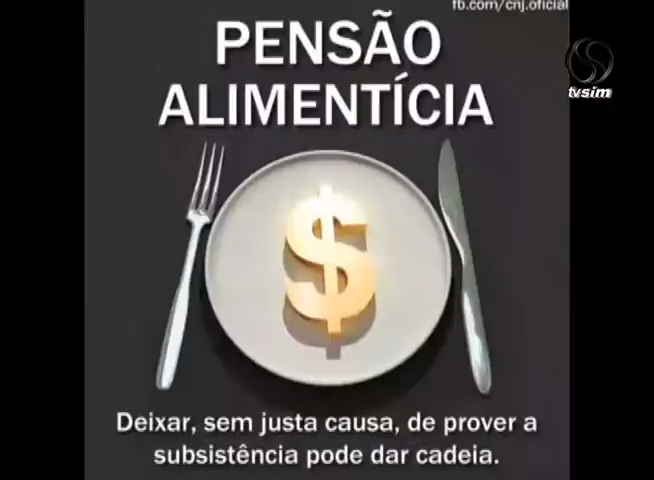 fb.com/cnj.oficial
PENSÃO
ALIMENTÍCIA
tvsim
Deixar, sem justa causa, de prover a
subsistência pode dar cadeia.